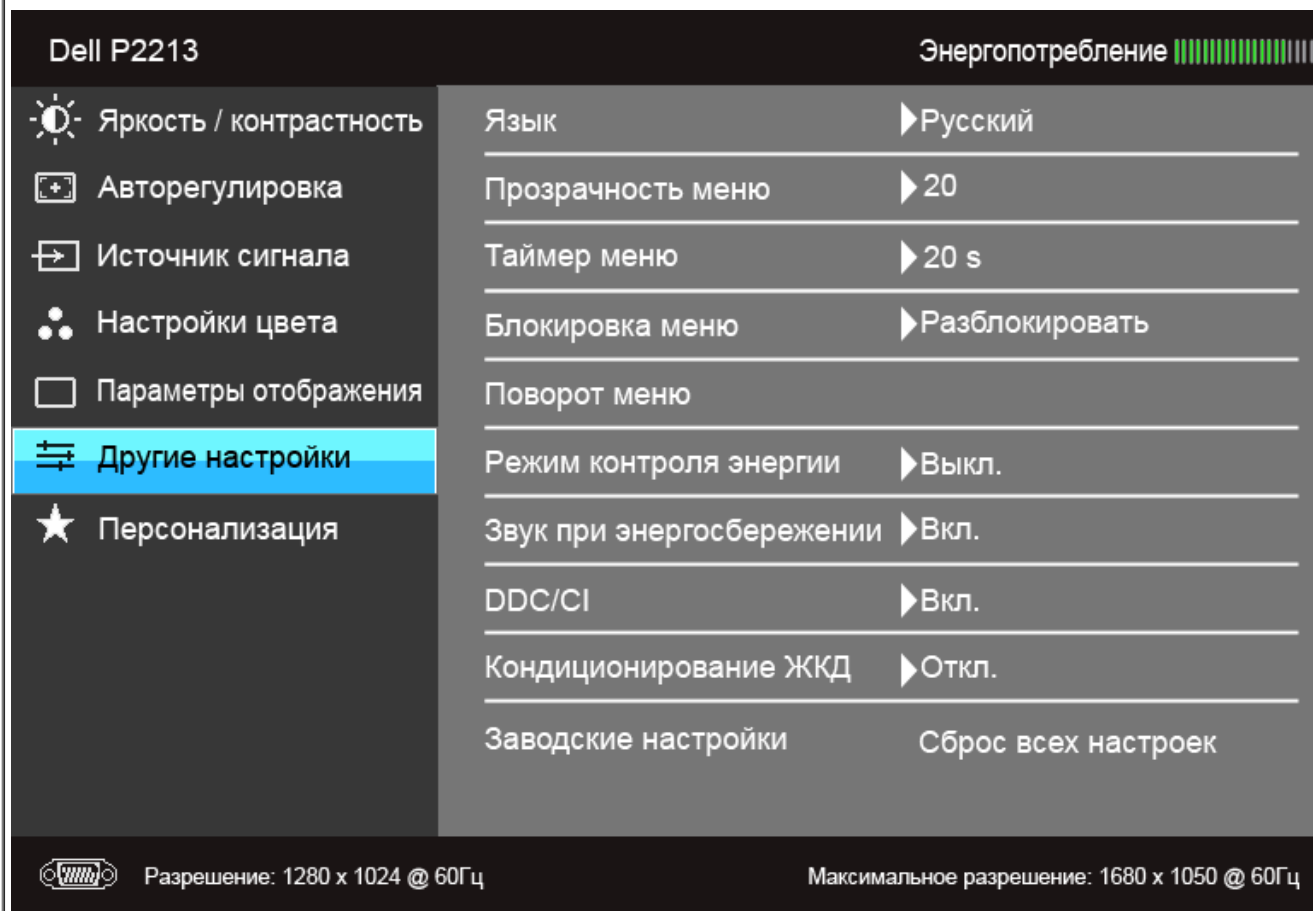 Dell P2213
Энергопотребление
Яркость / контрастность
Авторегулировка
Источник сигнала
Настройки цвета
Параметры отображения
Другие настройки
Персонализация
Язык Русский
Прозрачность меню 20
Таймер меню 20 s
Блокировка меню Разблокировать
Поворот меню
Режим контроля энергии Выкл.
Звук при энергосбережении Вкл.
DDC/CI Вкл.
Кондиционирование ЖКД Откл.
Заводские настройки Сброс всех настроек
Разрешение: 1280 x 1024 @ 60Гц
Максимальное разрешение: 1680 x 1050 @ 60Гц